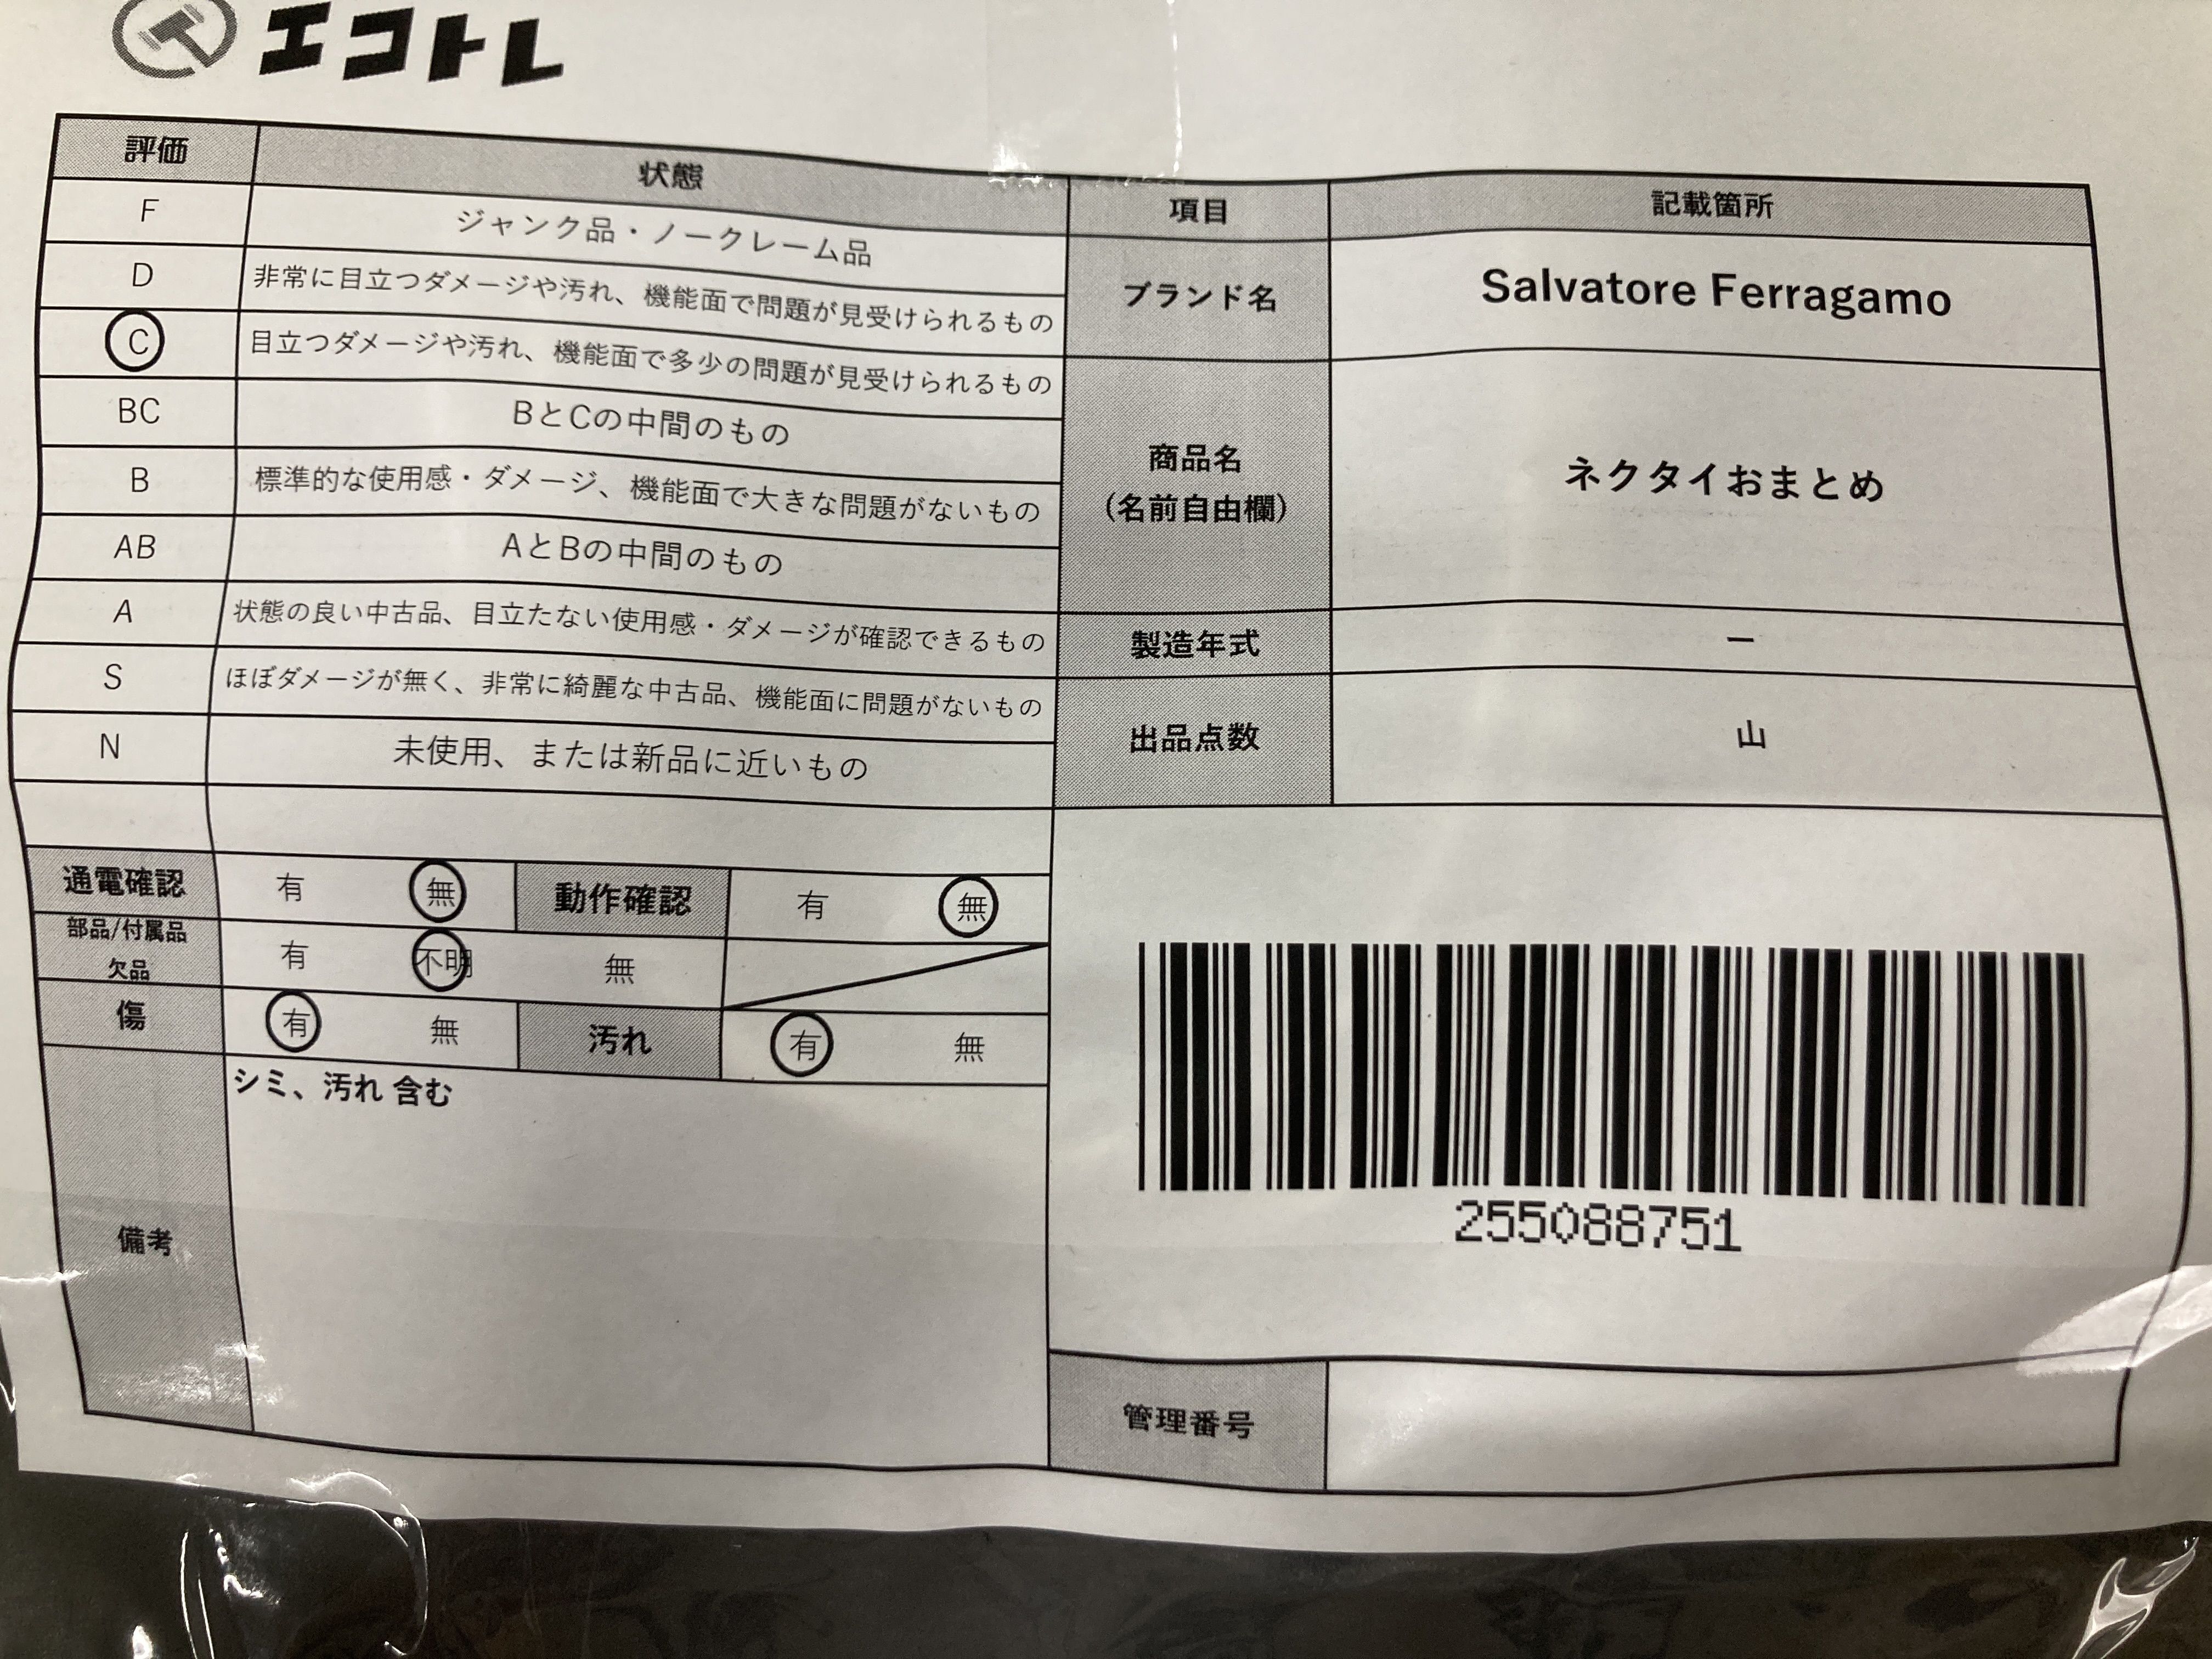 エコトレ
評価 状態
F ジャンク品・ノークレーム品
D 非常に目立つダメージや汚れ、機能面で問題が見受けられるもの
C 目立つダメージや汚れ、機能面で多少の問題が見受けられるもの
BC BとCの中間のもの
B 標準的な使用感・ダメージ、機能面で大きな問題がないもの
AB AとBの中間のもの
A 状態の良い中古品、目立たない使用感・ダメージが確認できるもの
S ほぼダメージが無く、非常に綺麗な中古品、機能面に問題がないもの
N 未使用、または新品に近いもの
通電確認 有 無 動作確認 有 無
部品/付属品
欠品 有 不明 無
傷 有 無 汚れ 有 無
備考 シミ、汚れ 含む
項目 記載箇所
ブランド名 Salvatore Ferragamo
商品名
(名前自由欄) ネクタイおまとめ
製造年式 ー
出品点数 山
255088751
管理番号